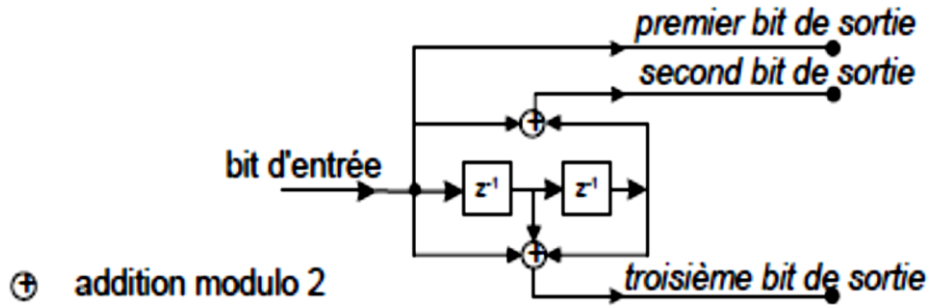 premier bit de sortie
second bit de sortie
+
bit d'entrée
z⁻¹ z⁻¹
+
troisième bit de sortie
+ addition modulo 2